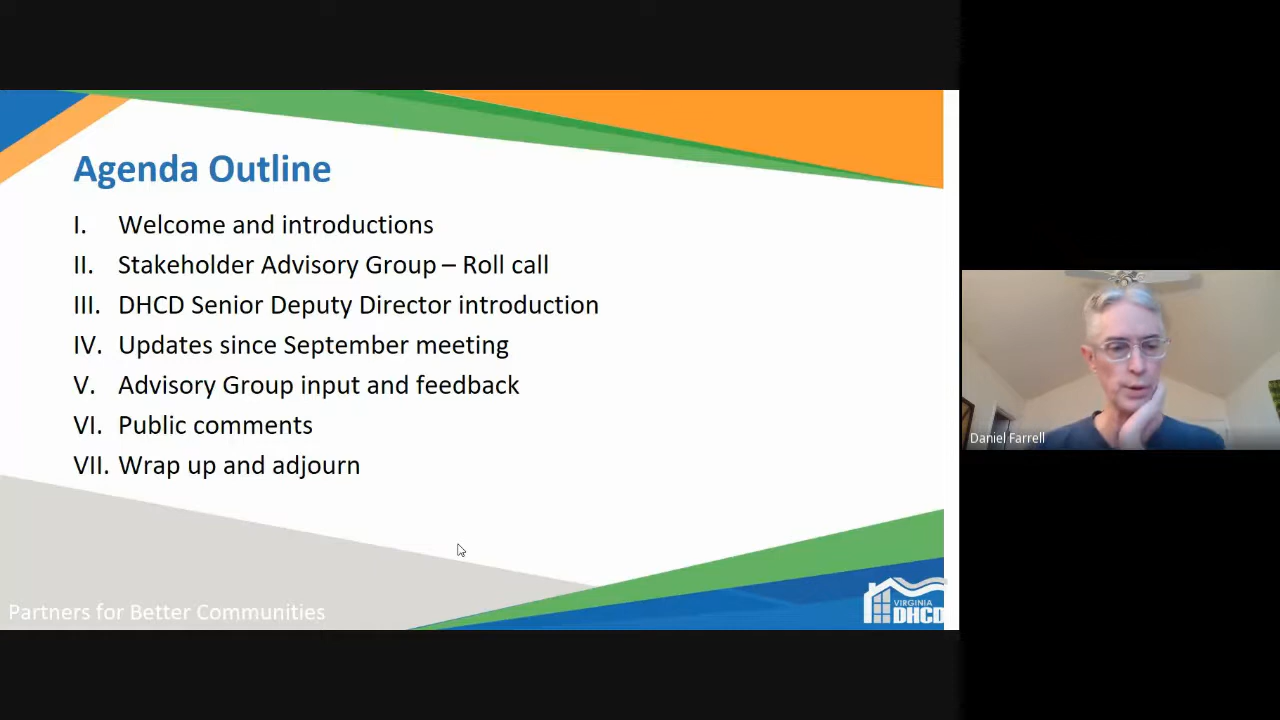 Agenda Outline
I. Welcome and introductions
II. Stakeholder Advisory Group – Roll call
III. DHCD Senior Deputy Director introduction
IV. Updates since September meeting
V. Advisory Group input and feedback
VI. Public comments
VII. Wrap up and adjourn
Partners for Better Communities
VIRGINIA
DHCD
Daniel Farrell